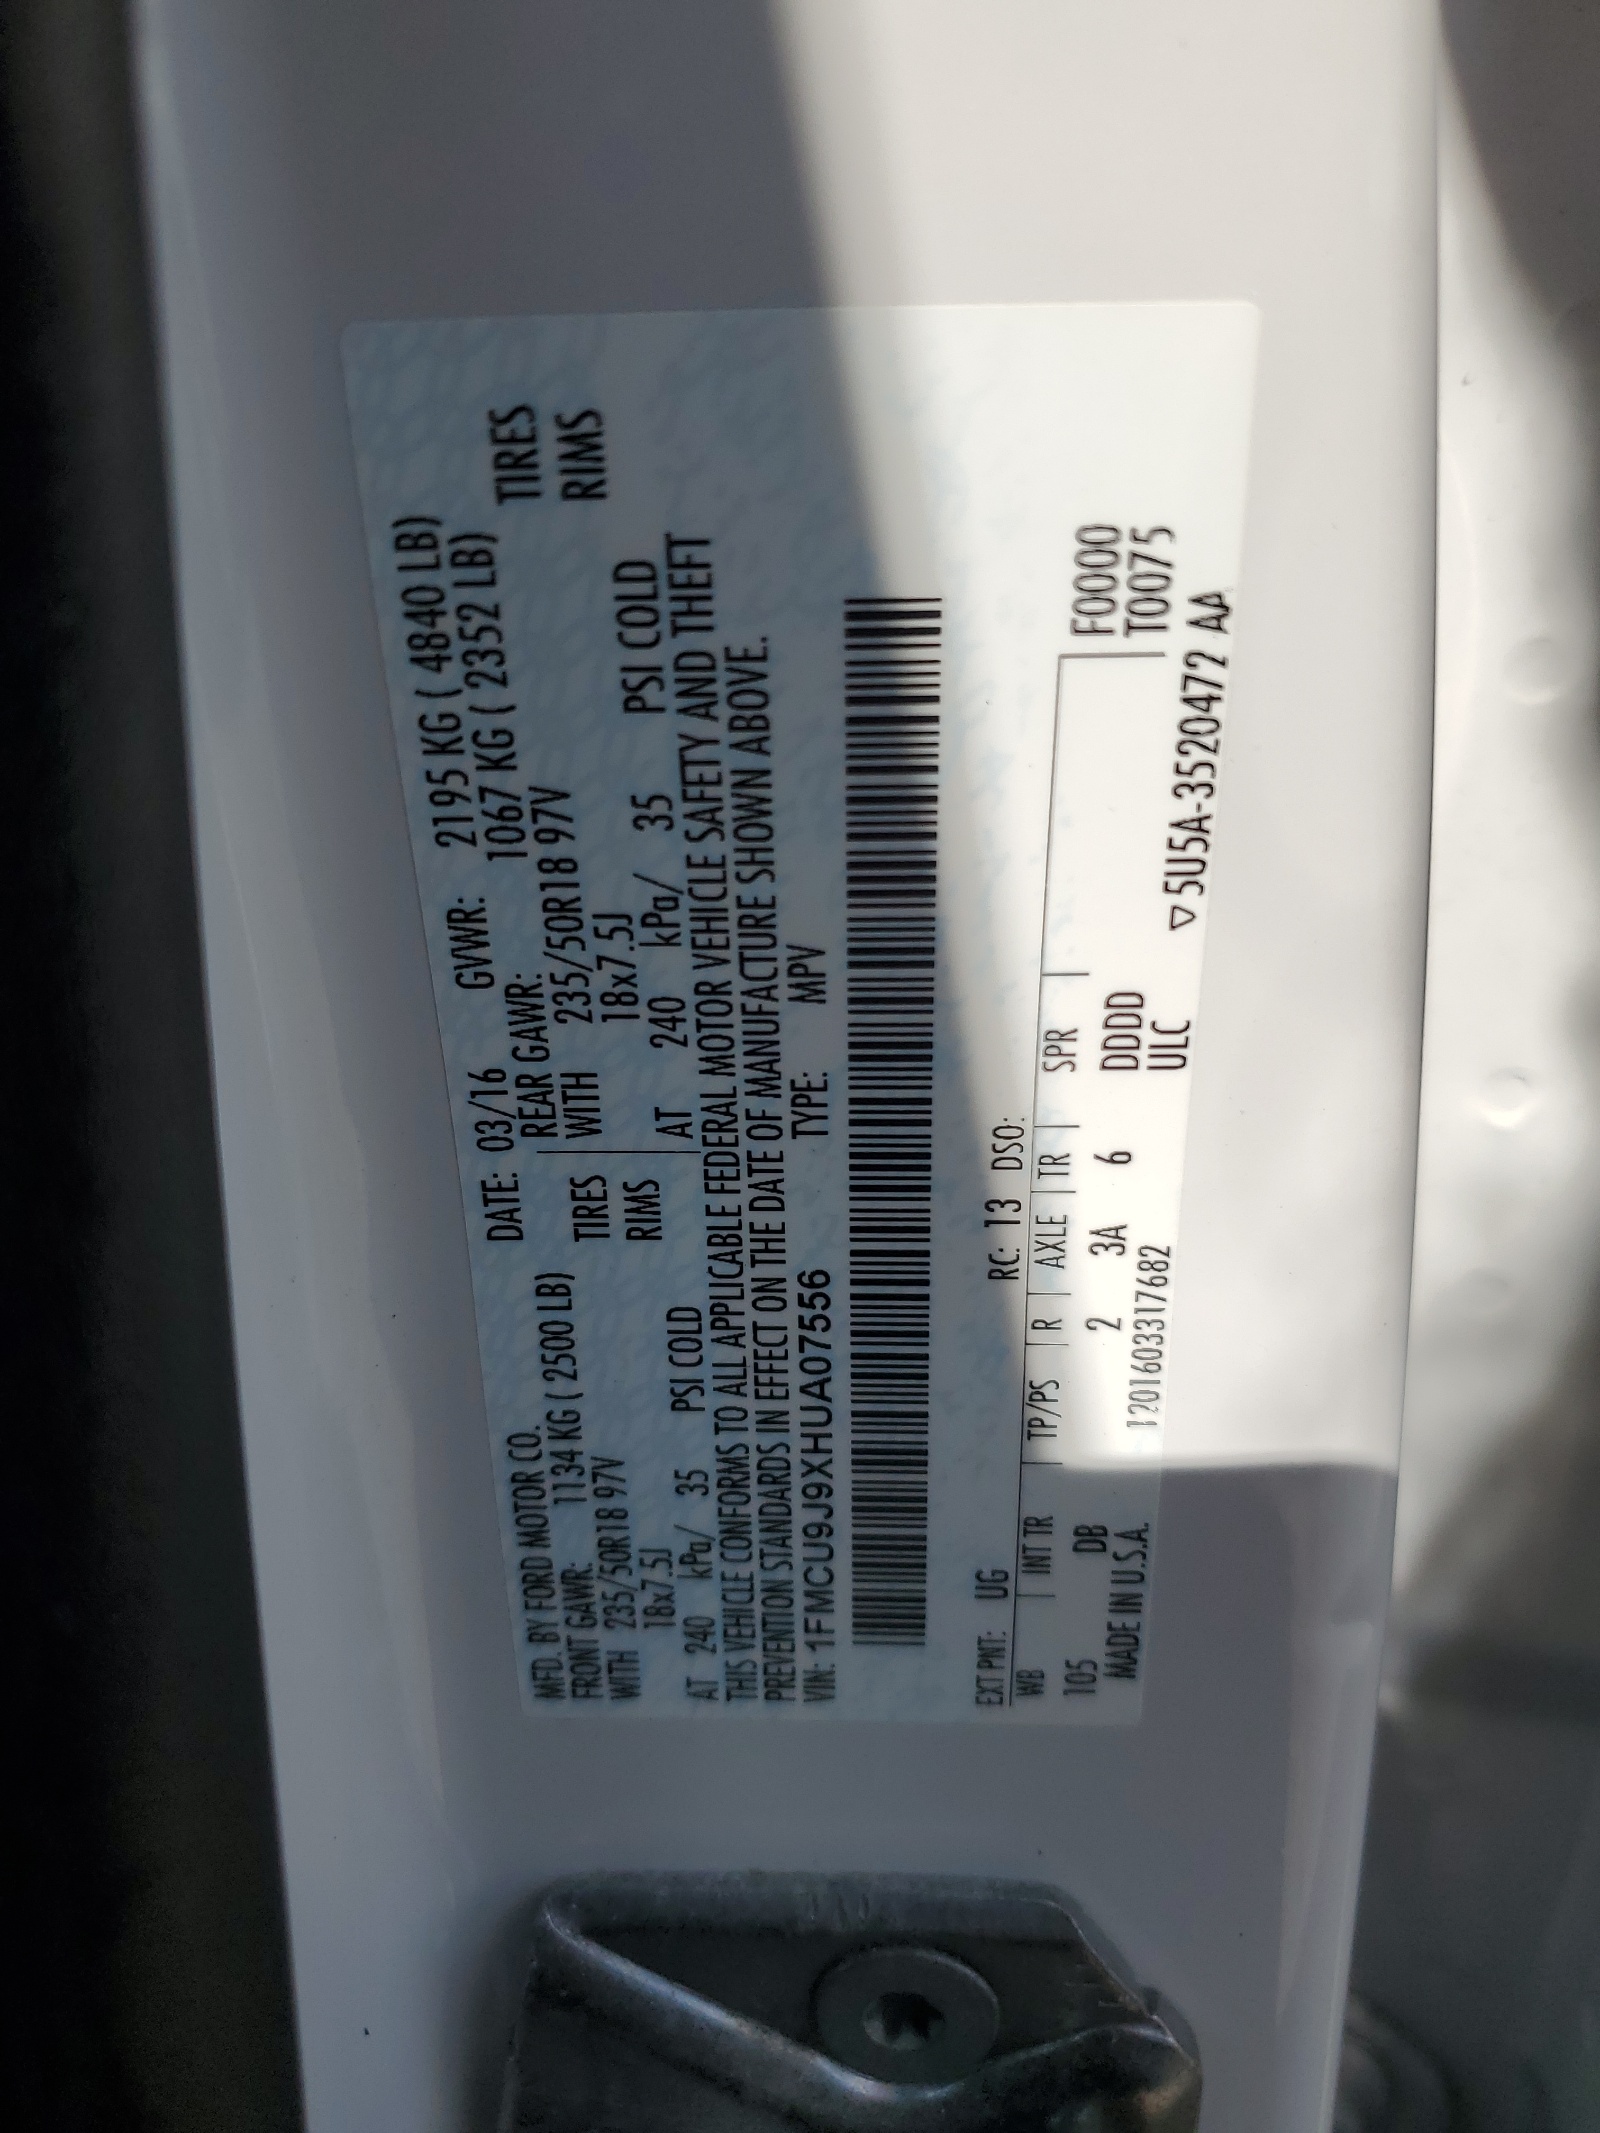 MFD. BY FORD MOTOR CO. DATE: 03/16 GVWR: 2195 KG ( 4840 LB)
FRONT GAWR: 1134 KG ( 2500 LB) REAR GAWR: 1067 KG ( 2352 LB)
WITH 235/50R18 97V TIRES WITH 235/50R18 97V TIRES
18x7.5J RIMS 18x7.5J RIMS
AT 240 kPa/ 35 PSI COLD AT 240 kPa/ 35 PSI COLD
THIS VEHICLE CONFORMS TO ALL APPLICABLE FEDERAL MOTOR VEHICLE SAFETY AND THEFT
PREVENTION STANDARDS IN EFFECT ON THE DATE OF MANUFACTURE SHOWN ABOVE.
VIN: 1FMCU9J9XHUA07556 TYPE: MPV
EXT PNT: UG RC: 13 DSO:
WB INT TR TP/PS R AXLE TR SPR F0000
105 DB 2 3A 6 DDDD T0075
MADE IN U.S.A. 1201603317682 ULC ▽5U5A-3520472 AA